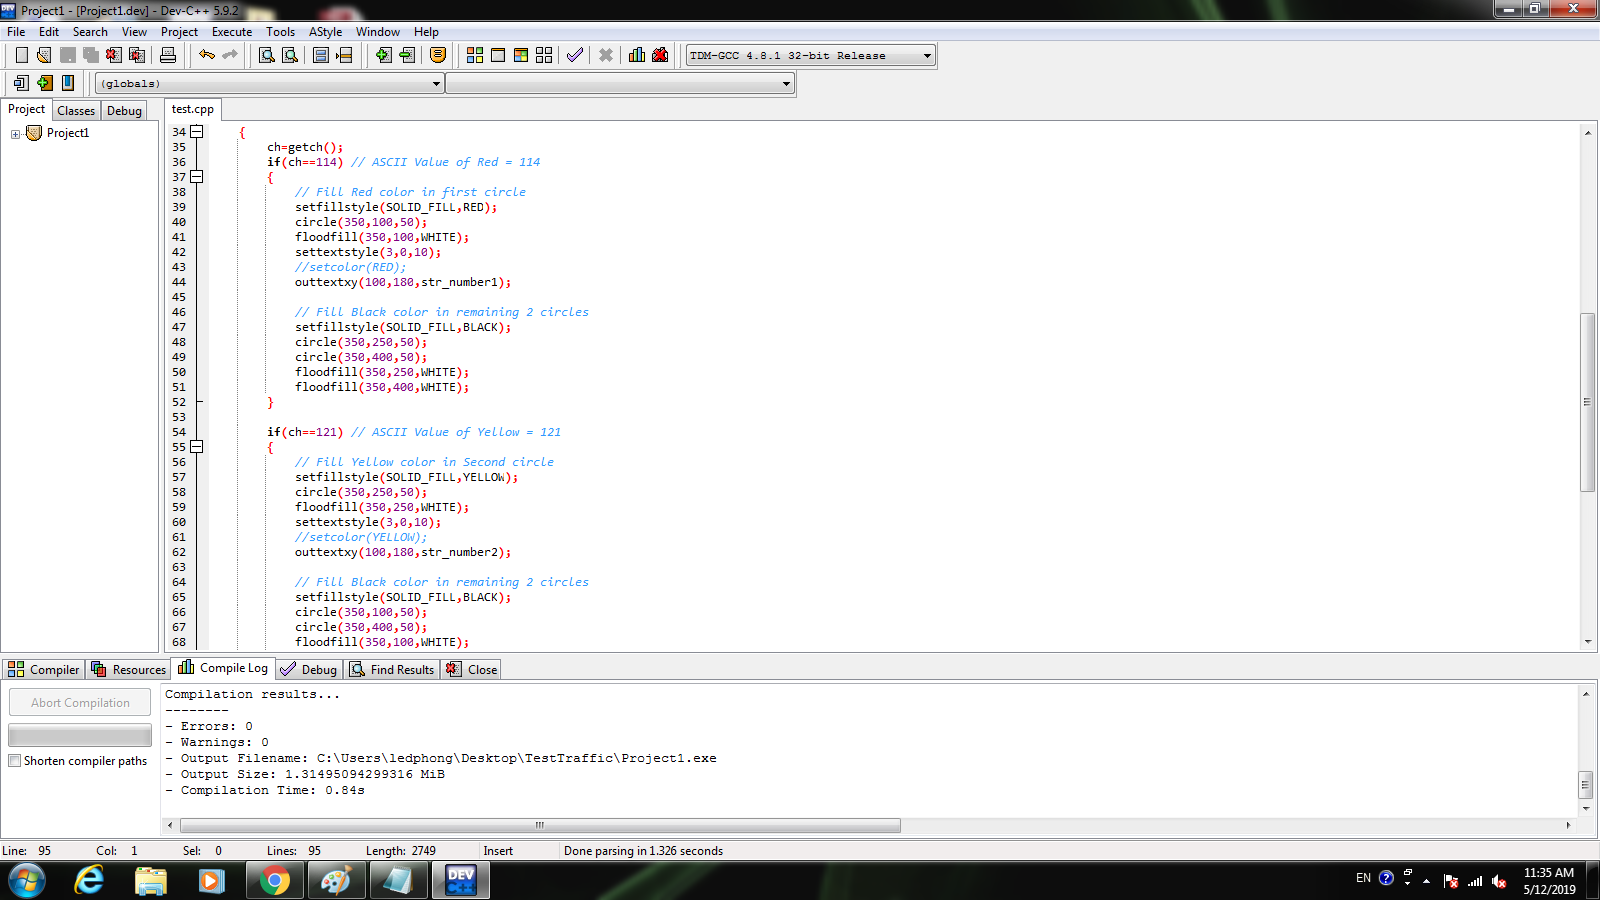 Project1 - [Project1.dev] - Dev-C++ 5.9.2
File Edit Search View Project Execute Tools AStyle Window Help
TDM-GCC 4.8.1 32-bit Release
(globals)
Project Classes Debug
test.cpp
Project1
34 {
35 ch=getch();
36 if(ch==114) // ASCII Value of Red = 114
37 {
38 // Fill Red color in first circle
39 setfillstyle(SOLID_FILL,RED);
40 circle(350,100,50);
41 floodfill(350,100,WHITE);
42 settextstyle(3,0,10);
43 //setcolor(RED);
44 outtextxy(100,180,str_number1);
45
46 // Fill Black color in remaining 2 circles
47 setfillstyle(SOLID_FILL,BLACK);
48 circle(350,250,50);
49 circle(350,400,50);
50 floodfill(350,250,WHITE);
51 floodfill(350,400,WHITE);
52 }
53
54 if(ch==121) // ASCII Value of Yellow = 121
55 {
56 // Fill Yellow color in Second circle
57 setfillstyle(SOLID_FILL,YELLOW);
58 circle(350,250,50);
59 floodfill(350,250,WHITE);
60 settextstyle(3,0,10);
61 //setcolor(YELLOW);
62 outtextxy(100,180,str_number2);
63
64 // Fill Black color in remaining 2 circles
65 setfillstyle(SOLID_FILL,BLACK);
66 circle(350,100,50);
67 circle(350,400,50);
68 floodfill(350,100,WHITE);
Compiler Resources Compile Log Debug Find Results Close
Abort Compilation
Shorten compiler paths
Compilation results...
--------
- Errors: 0
- Warnings: 0
- Output Filename: C:\Users\ledphong\Desktop\TestTraffic\Project1.exe
- Output Size: 1.31495094299316 MiB
- Compilation Time: 0.84s
Line: 95 Col: 1 Sel: 0 Lines: 95 Length: 2749 Insert Done parsing in 1.326 seconds
DEV C++
EN
11:35 AM
5/12/2019